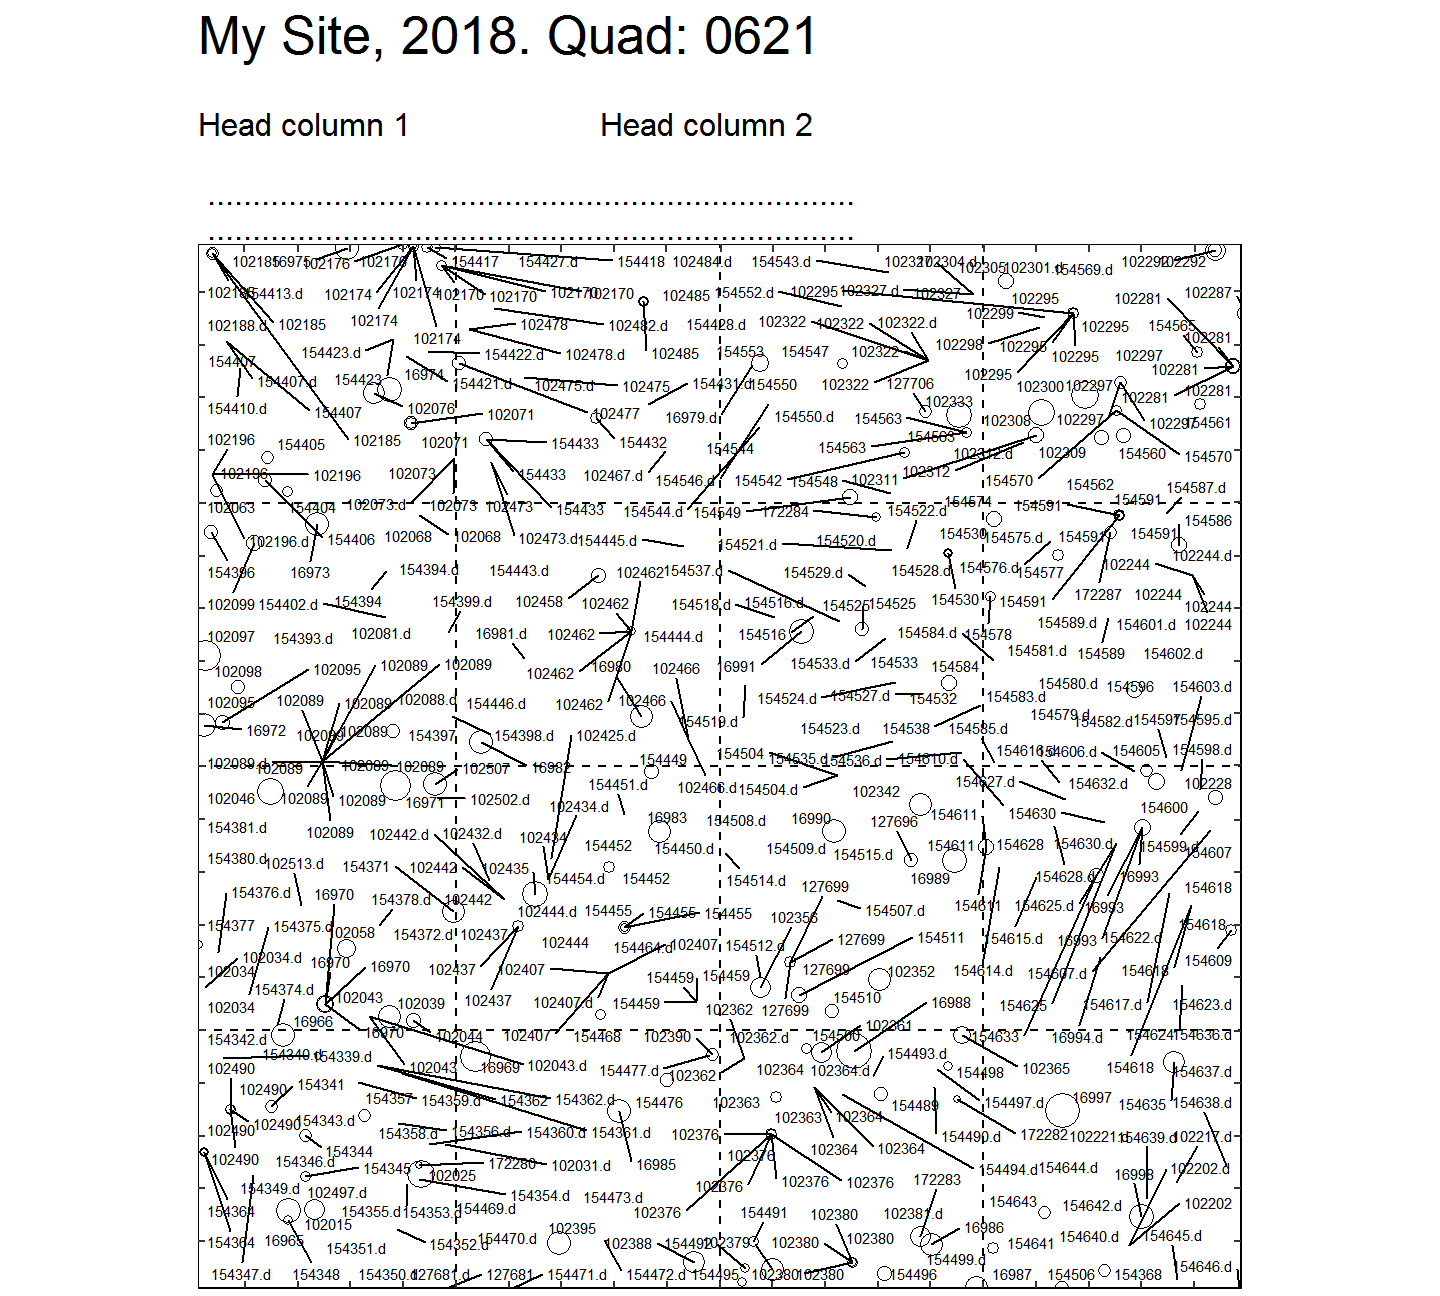 My Site, 2018. Quad: 0621
Head column 1 Head column 2
........................................................................
........................................................................
102185 16975 102176 102176 154417 154427.d 154418 102484.d 154543.d 102327 102304.d 102305 102301.d 154569.d 102292 102292
154413.d 102174 102174 102170 102170 102170 102170 102485 154552.d 102295 102327.d 102327 102295 102281 102287
102188.d 102185 102174 102174 102478 102482.d 154428.d 102322 102322 102322.d 102299 102295 154565 102281
154407 154423.d 154422.d 102478.d 102485 154553 154547 102322 102298 102295 102295 102297 102281
154407.d 154423 16974 154421.d 102475.d 102475 154431.d 154550 102322 127706 102295 102300 102297 102281 102281
154410.d 154407 102076 102071 102477 16979.d 154550.d 154563 102333 102308 102297 102297 154561
102196 154405 102185 102071 154433 154432 154544 154563 154563 102312.d 102309 154560 154570
102196 102196 102073 154433 102467.d 154546.d 154542 154548 102311 102312 154570 154562 154587.d
102063 154404 102073.d 102073 102473 154433 154544.d 154549 172284 154522.d 154574 154591 154591 154586
102196.d 154406 102068 102068 102473.d 154445.d 154521.d 154520.d 154530 154575.d 154591 154591 102244.d
154396 16973 154394.d 154443.d 102462 154537.d 154529.d 154528.d 154576.d 154577 102244
102099 154402.d 154394 154399.d 102458 102462 154518.d 154516.d 154525 154525 154530 154591 172287 102244 102244
102097 154393.d 102081.d 16981.d 102462 154444.d 154516 154584.d 154578 154589.d 154601.d 102244
102098 102095 102089 102089 102462 16980 102466 16991 154533.d 154533 154584 154581.d 154589 154602.d
102095 102089 102089 102088.d 154446.d 102462 102466 154524.d 154527.d 154532 154583.d 154580.d 154596 154603.d
16972 102089 102089 154397 154398.d 102425.d 154519.d 154523.d 154538 154585.d 154579.d 154582.d 154597 154595.d
102089.d 102089 102089 102089 102507 16982 154449 154504 154535.d 154536.d 154610.d 154616.d 154606.d 154605 154598.d
102046 102089 102089 16971 102502.d 102434.d 154451.d 102466.d 154504.d 102342 154627.d 154632.d 102228
154381.d 102089 102442.d 102432.d 102434 16983 154508.d 16990 127696 154611 154630 154600
154380.d 102513.d 154371 102442 102435 154452 154450.d 154509.d 154515.d 154611 154628 154630.d 154599.d 154607
154376.d 16970 154378.d 102442 154454.d 154452 154514.d 127699 16989 154628.d 16993 154618
154377 154375.d 102058 154372.d 102437 102444.d 154455 154455 154455 102356 154507.d 154611 154625.d 16993 154618
102034 102034.d 16970 16970 102437 102407 102444 154464.d 102407 154512.d 127699 154511 154615.d 16993 154622.d 154609
102034 154374.d 102043 102039 102437 102407.d 154459 154459 154459 127699 102352 154614.d 154607.d 154618
16966 16970 102044 102407 154468 102390 102362 127699 154510 16988 154625 154617.d 154623.d
154342.d 154340.d 154339.d 102043 16969 102043.d 154477.d 102362.d 154500 102361 154633 16994.d 154624 154636.d
102490 102490 154341 102362 102364 102364.d 154493.d 154498 102365 154618 154637.d
154357 154359.d 154362 154362.d 154476 102363 102363 102364 154489 154497.d 16997 154635 154638.d
102490 102490 154343.d 154358.d 154356.d 154360.d 154361.d 102376 102364 102364 154490.d 172282 102221.d 154639.d 102217.d
102490 154344 154346.d 154345 172280 102031.d 16985 102376 154494.d 154644.d 16998 102202.d
154349.d 102497.d 102025 154354.d 154473.d 102376 102376 102376 172283 154643 154642.d 102202
154364 102015 154355.d 154353.d 154469.d 102376 154491 102380 102381.d 16986
154364 16965 154351.d 154352.d 154470.d 102395 102388 154492 102379 102380 102380 154499.d 154641 154645.d
154347.d 154348 154350.d 127681.d 127681 154471.d 154472.d 154495 102380 102380 154496 16987 154506 154368 154646.d